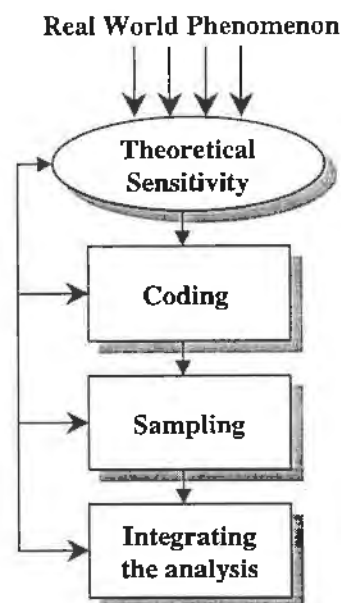 Real World Phenomenon
Theoretical
Sensitivity
Coding
Sampling
Integrating
the analysis